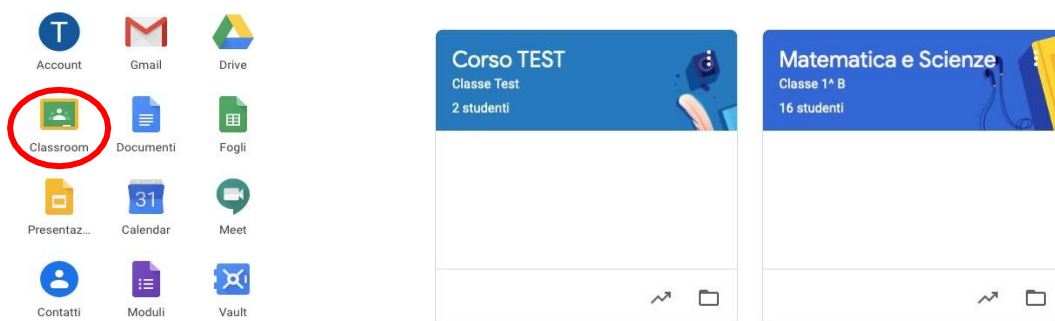 T
Account Gmail Drive
Classroom Documenti Fogli
31
Presentaz... Calendar Meet
Contatti Moduli Vault
Corso TEST
Classe Test
2 studenti
Matematica e Scienze
Classe 1^ B
16 studenti